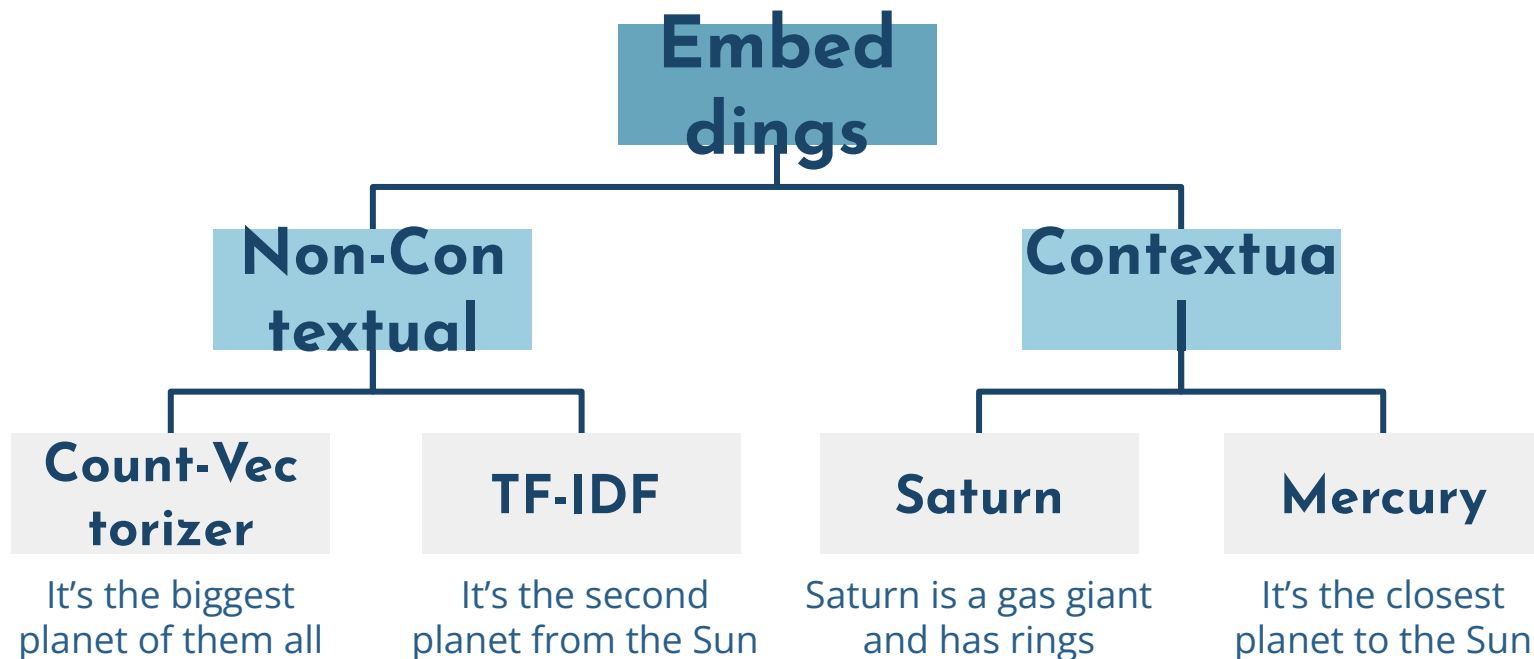 Embed
dings
Non-Con
textual
Contextua
l
Count-Vec
torizer
TF-IDF
Saturn
Mercury
It’s the biggest
planet of them all
It’s the second
planet from the Sun
Saturn is a gas giant
and has rings
It’s the closest
planet to the Sun